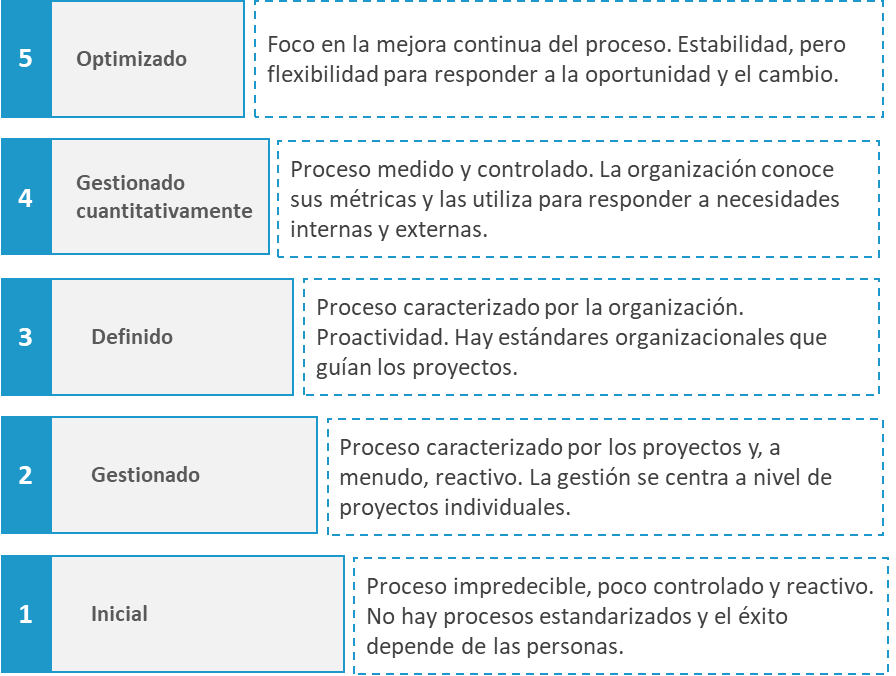 5
Optimizado
Foco en la mejora continua del proceso. Estabilidad, pero
flexibilidad para responder a la oportunidad y el cambio.
4
Gestionado
cuantitativamente
Proceso medido y controlado. La organización conoce
sus métricas y las utiliza para responder a necesidades
internas y externas.
3
Definido
Proceso caracterizado por la organización.
Proactividad. Hay estándares organizacionales que
guían los proyectos.
2
Gestionado
Proceso caracterizado por los proyectos y, a
menudo, reactivo. La gestión se centra a nivel de
proyectos individuales.
1
Inicial
Proceso impredecible, poco controlado y reactivo.
No hay procesos estandarizados y el éxito
depende de las personas.